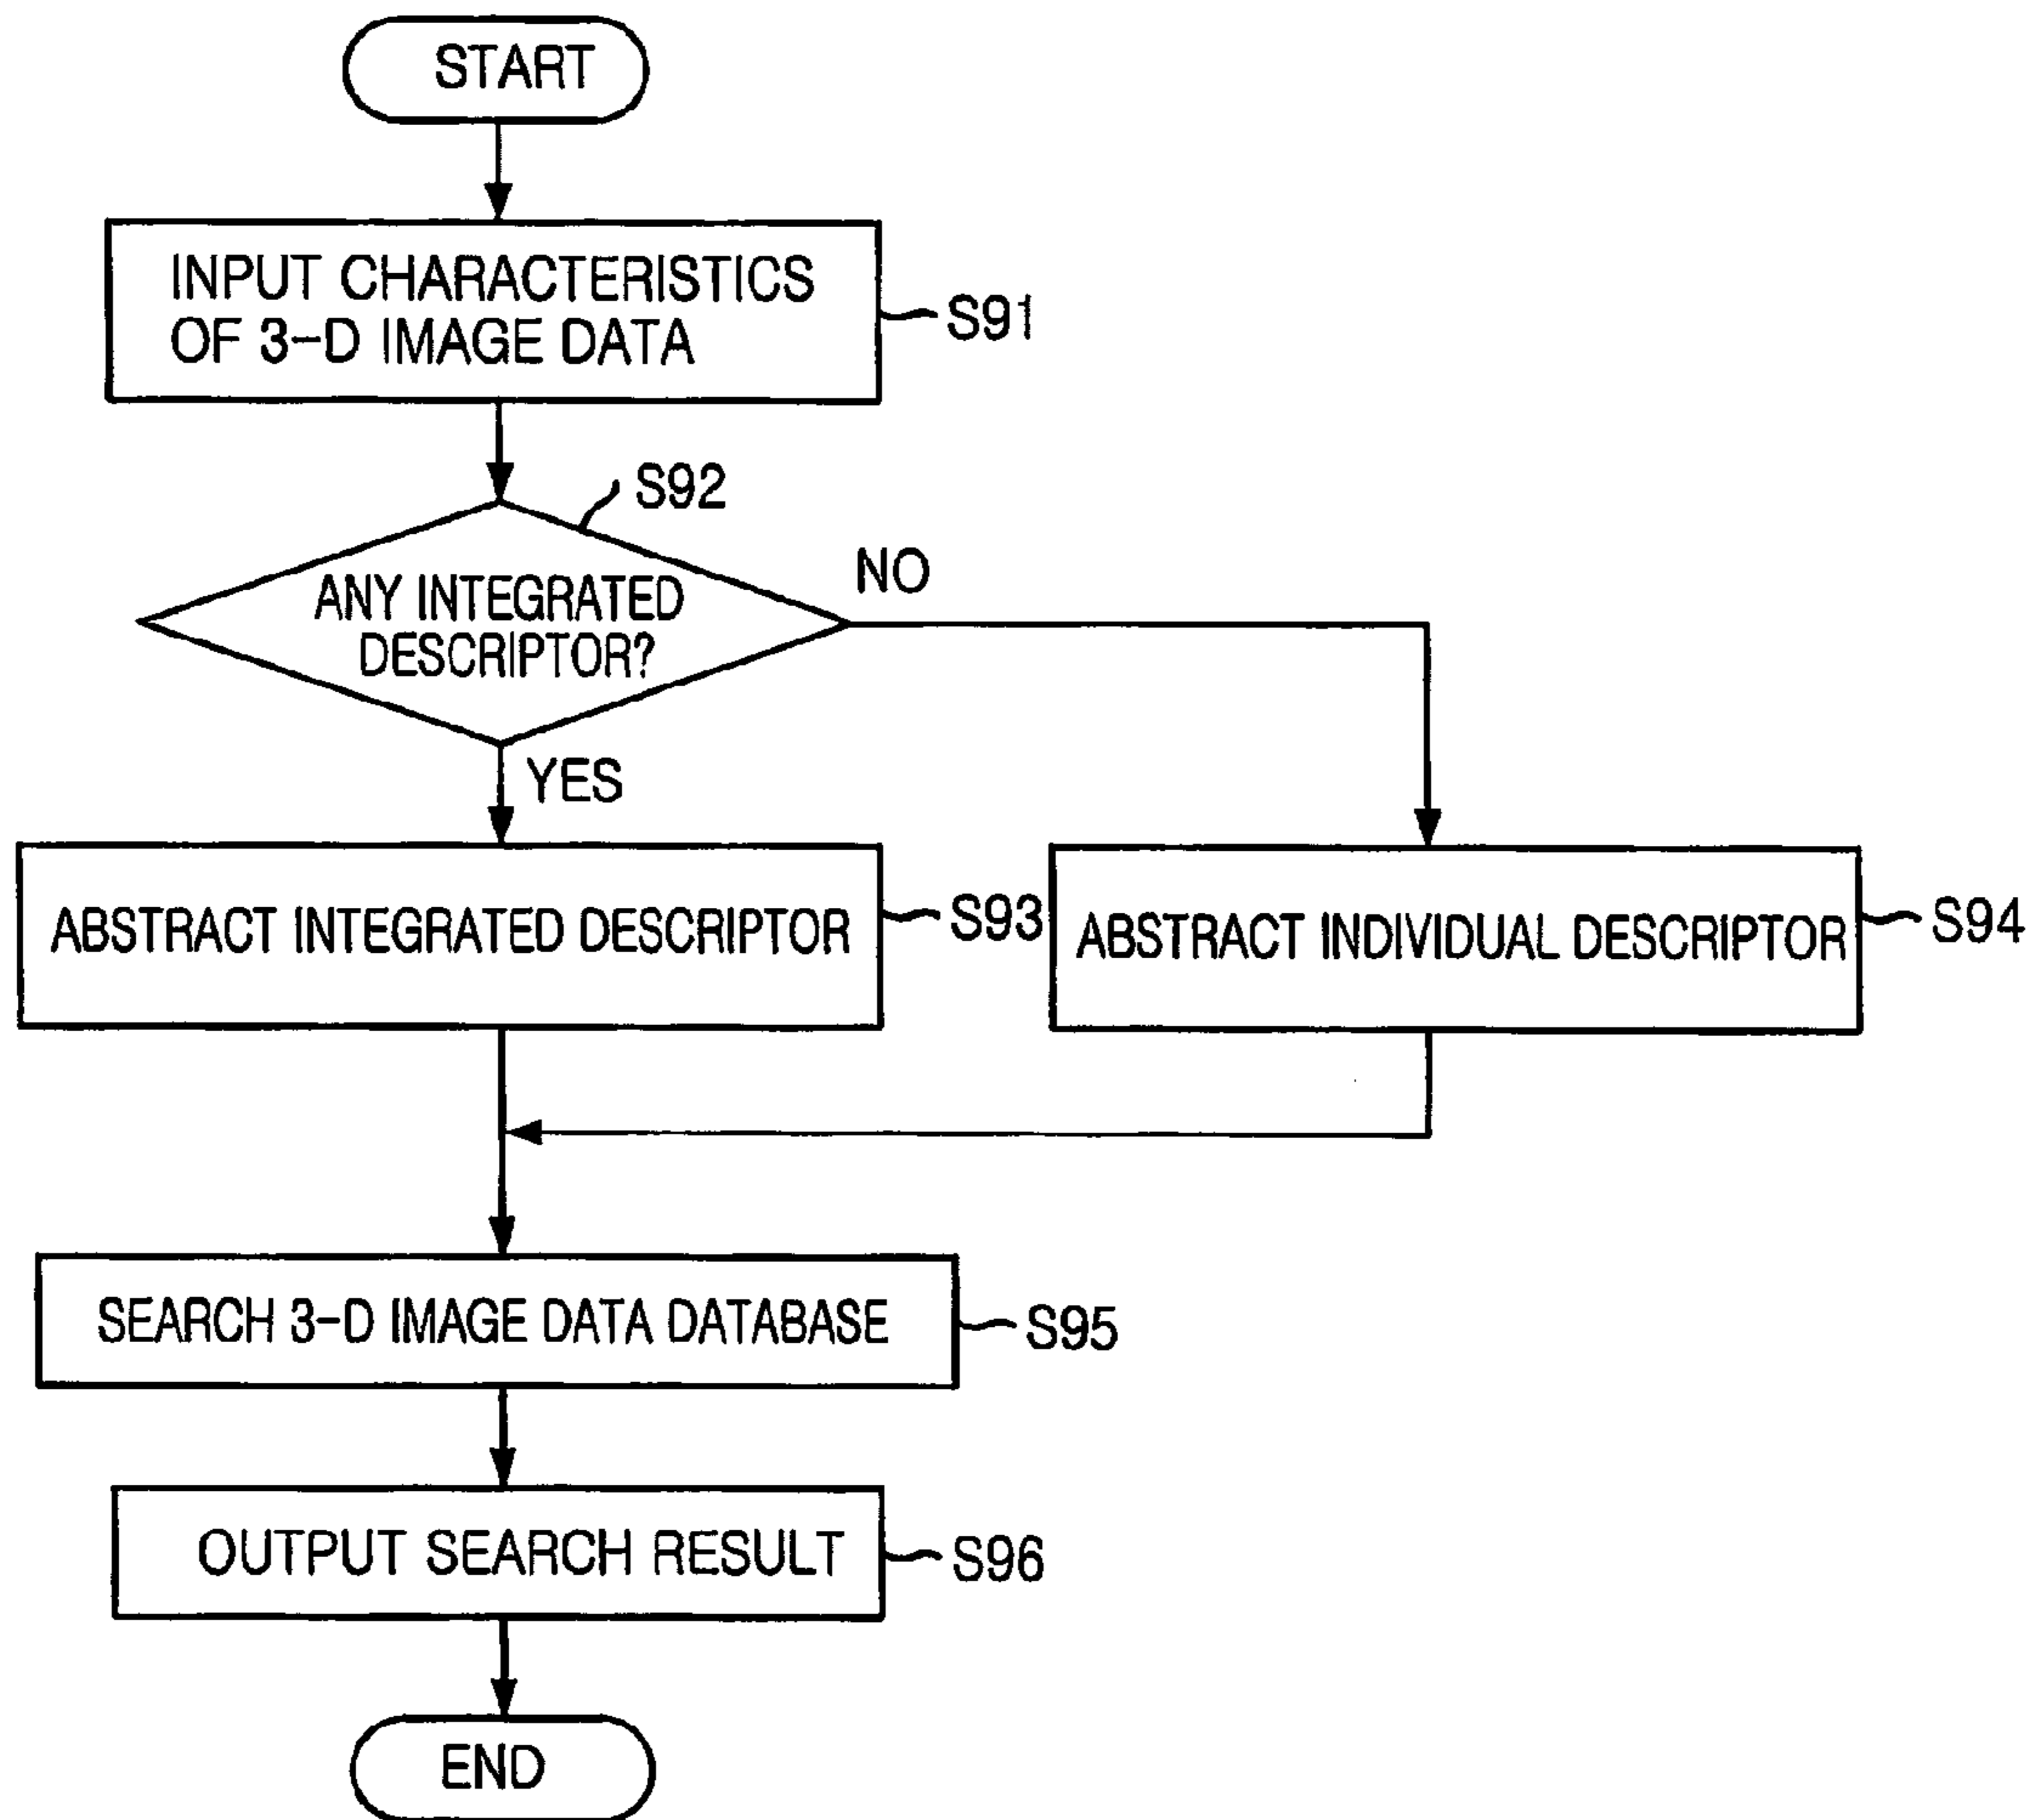 START
INPUT CHARACTERISTICS
OF 3-D IMAGE DATA
S91
S92
ANY INTEGRATED
DESCRIPTOR?
NO
YES
ABSTRACT INTEGRATED DESCRIPTOR
S93
ABSTRACT INDIVIDUAL DESCRIPTOR
S94
SEARCH 3-D IMAGE DATA DATABASE
S95
OUTPUT SEARCH RESULT
S96
END